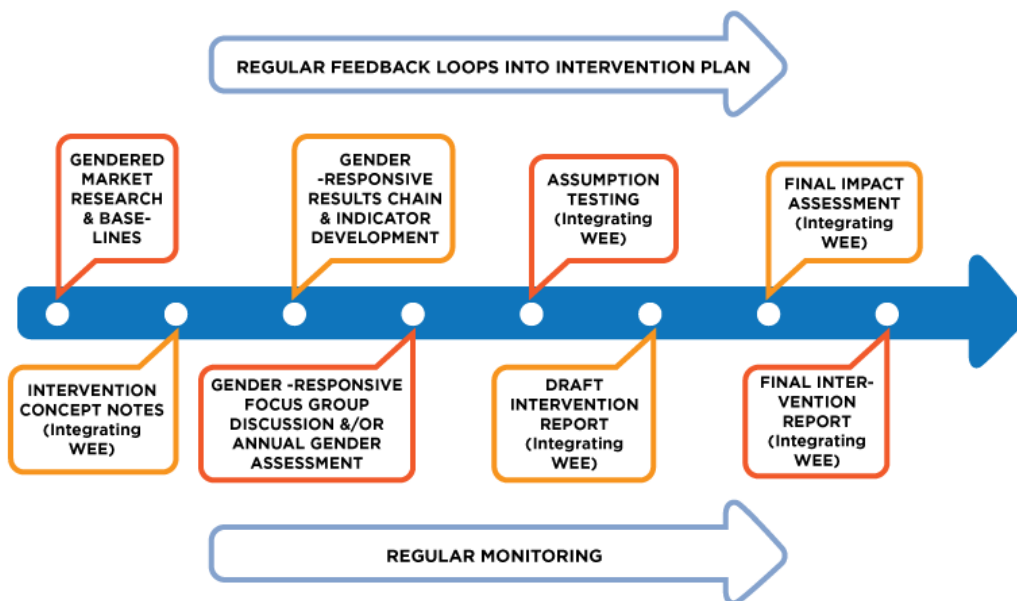 REGULAR FEEDBACK LOOPS INTO INTERVENTION PLAN
GENDERED
MARKET
RESEARCH
& BASE-
LINES
GENDER
-RESPONSIVE
RESULTS CHAIN
& INDICATOR
DEVELOPMENT
ASSUMPTION
TESTING
(Integrating
WEE)
FINAL IMPACT
ASSESSMENT
(Integrating
WEE)
INTERVENTION
CONCEPT NOTES
(Integrating
WEE)
GENDER -RESPONSIVE
FOCUS GROUP
DISCUSSION &/OR
ANNUAL GENDER
ASSESSMENT
DRAFT
INTERVENTION
REPORT
(Integrating
WEE)
FINAL INTER-
VENTION
REPORT
(Integrating
WEE)
REGULAR MONITORING